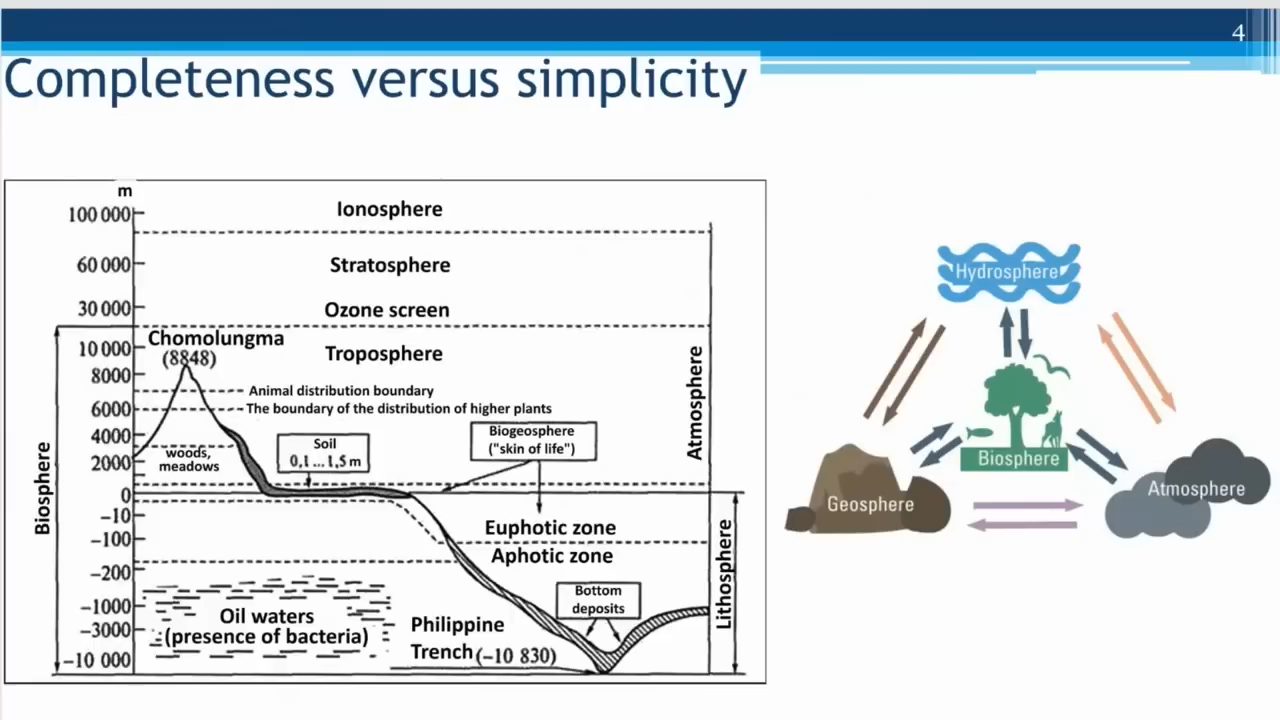 4
Completeness versus simplicity
m
100 000
Ionosphere
60 000
Stratosphere
30 000
Ozone screen
Chomolungma
(8848)
10 000
Troposphere
8000
Animal distribution boundary
6000
The boundary of the distribution of higher plants
4000
woods,
meadows
2000
Soil
0,1 ...1,5 m
Biogeosphere
("skin of life")
0
–10
Euphotic zone
–100
Aphotic zone
–200
–1000
Oil waters
(presence of bacteria)
–3000
–10 000
Bottom
deposits
Philippine
Trench (–10 830)
Biosphere
Atmosphere
Lithosphere
Hydrosphere
Biosphere
Geosphere
Atmosphere